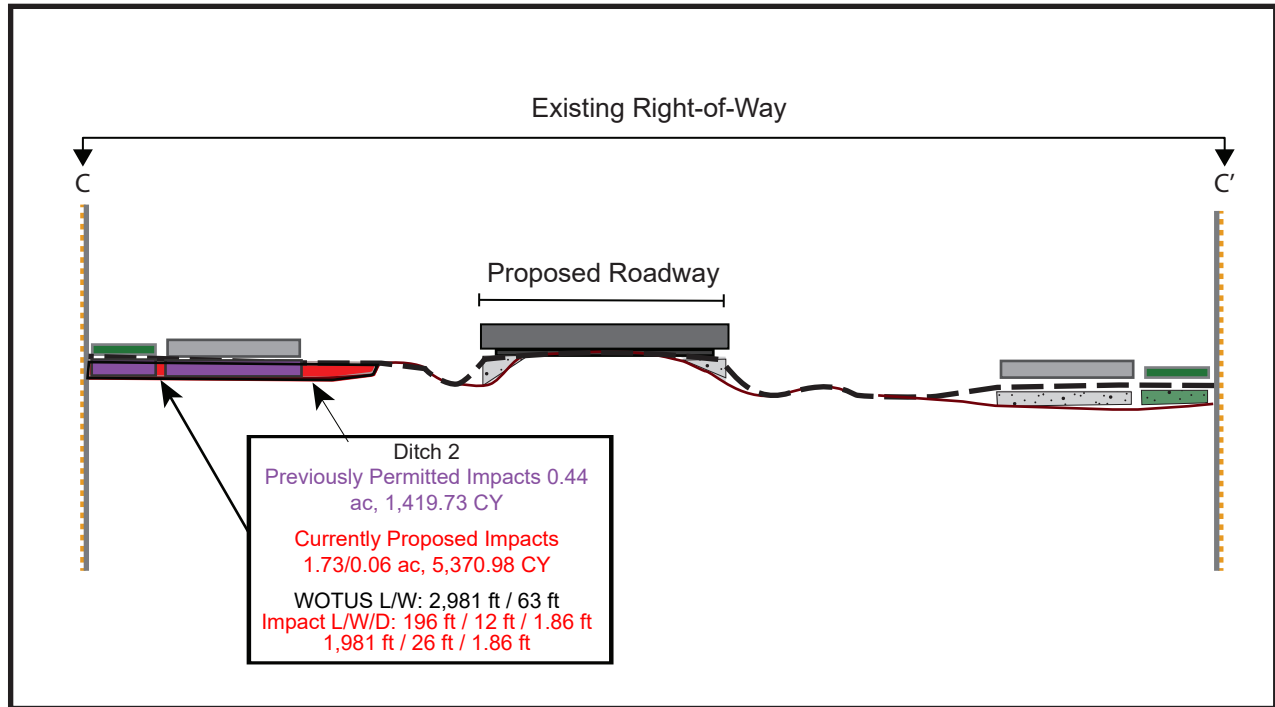 Existing Right-of-Way
C
C’
Proposed Roadway
Ditch 2
Previously Permitted Impacts 0.44
ac, 1,419.73 CY
Currently Proposed Impacts
1.73/0.06 ac, 5,370.98 CY
WOTUS L/W: 2,981 ft / 63 ft
Impact L/W/D: 196 ft / 12 ft / 1.86 ft
1,981 ft / 26 ft / 1.86 ft